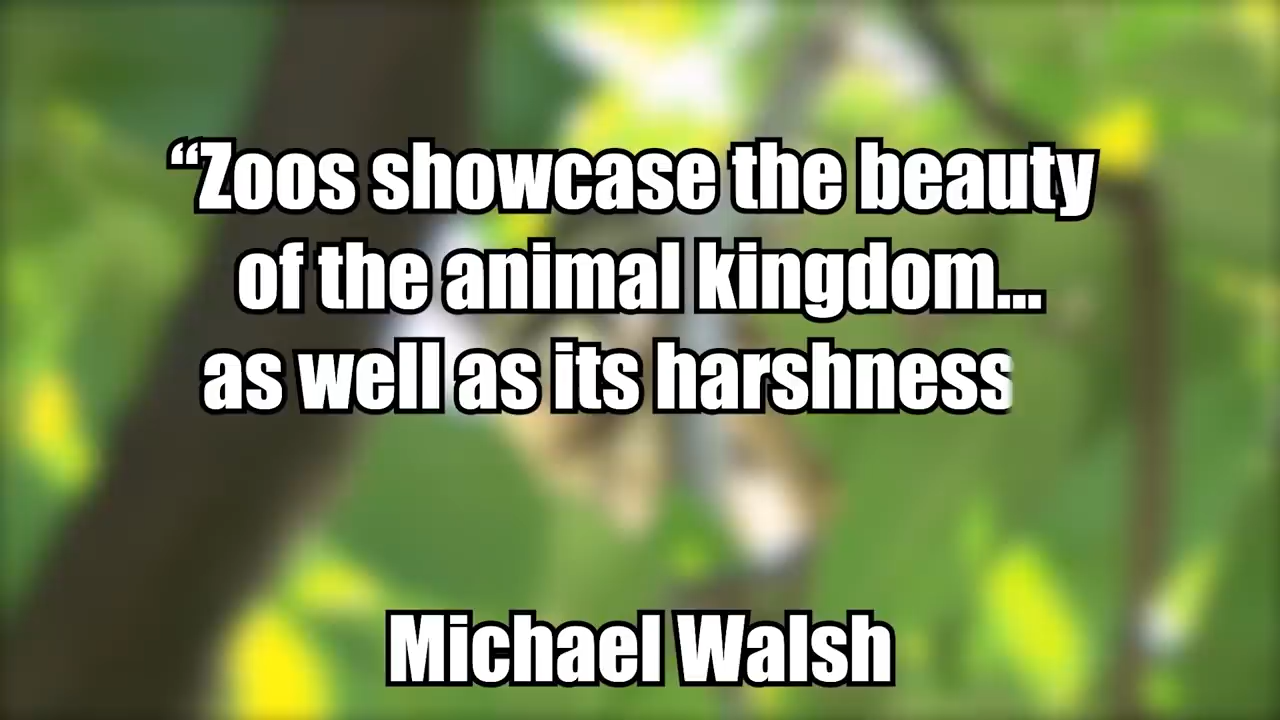 “Zoos showcase the beauty
of the animal kingdom...
as well as its harshness
Michael Walsh